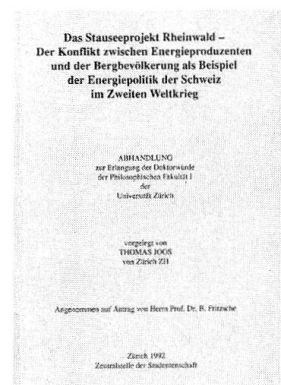 Das Stauseeprojekt Rheinwald –
Der Konflikt zwischen Energieproduzenten
und der Bergbevölkerung als Beispiel
der Energiepolitik der Schweiz
im Zweiten Weltkrieg
ABHANDLUNG
zur Erlangung der Doktorwürde
der Philosophischen Fakultät I
der
Universität Zürich
vorgelegt von
THOMAS JOOS
von Zürich ZH
Angenommen auf Antrag von Herrn Prof. Dr. B. Fritzsche
Zürich 1992
Zentralstelle der Studentenschaft